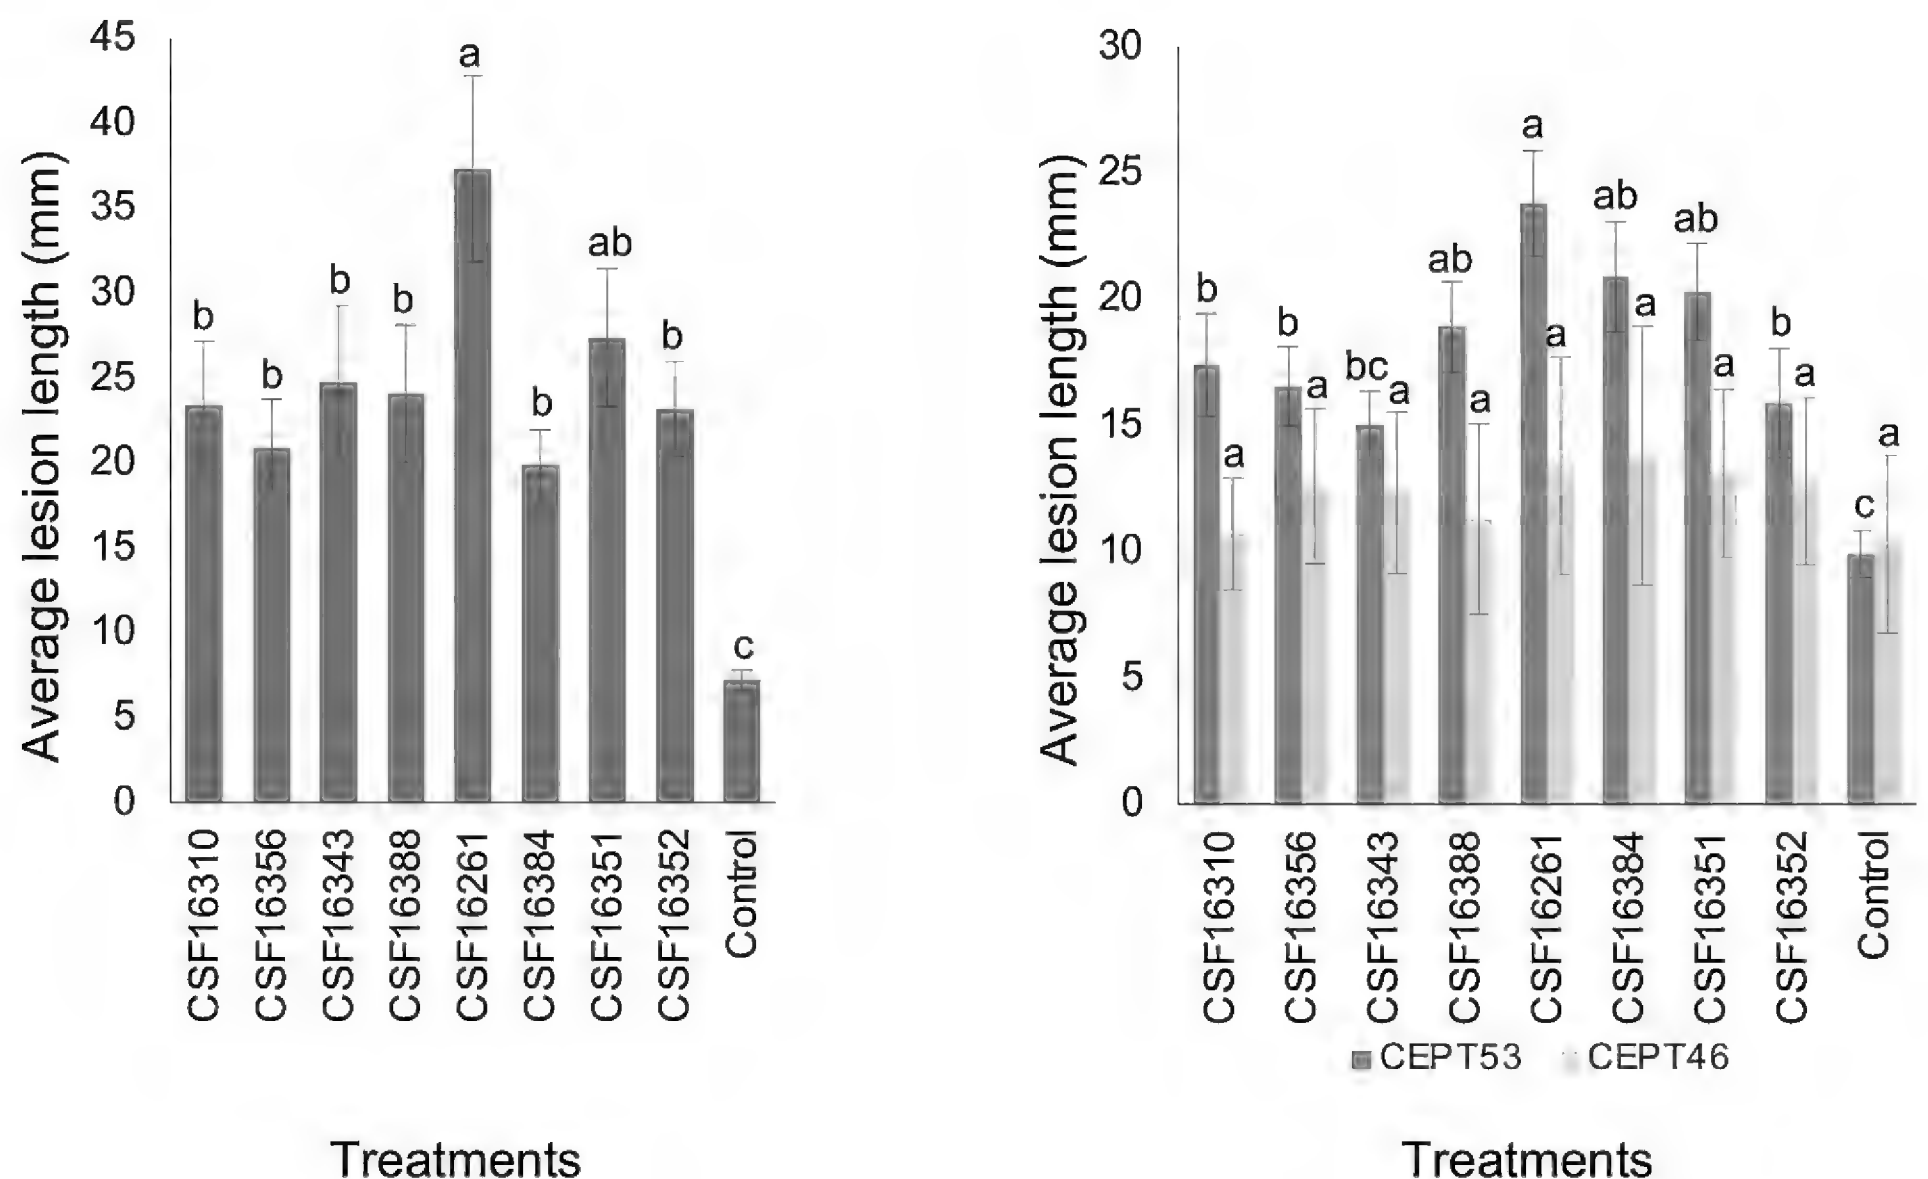 Average lesion length (mm)
45
40
35
30
25
20
15
10
5
0
b
b
b
b
a
b
ab
b
c
CSF16310
CSF16356
CSF16343
CSF16388
CSF16261
CSF16384
CSF16351
CSF16352
Control
Treatments
Average lesion length (mm)
30
25
20
15
10
5
0
b
a
b
a
bc
a
ab
a
a
a
ab
a
ab
a
b
a
c
a
CSF16310
CSF16356
CSF16343
CSF16388
CSF16261
CSF16384
CSF16351
CSF16352
Control
CEPT53 CEPT46
Treatments